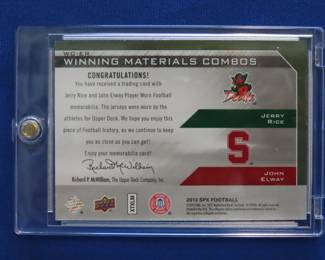 WC-ER
WINNING MATERIALS COMBOS
CONGRATULATIONS!
You have received a trading card with
Jerry Rice and John Elway Player Worn Football
memorabilia. The jerseys were worn by the
athletes for Upper Deck. We hope you enjoy this
piece of Football history, as we continue to keep
you as close as you can get!
Enjoy your memorabilia card!
Richard P. McWilliam, The Upper Deck Company, Inc.
JERRY
RICE
S
JOHN
ELWAY
XTXLM
2013 SPX FOOTBALL